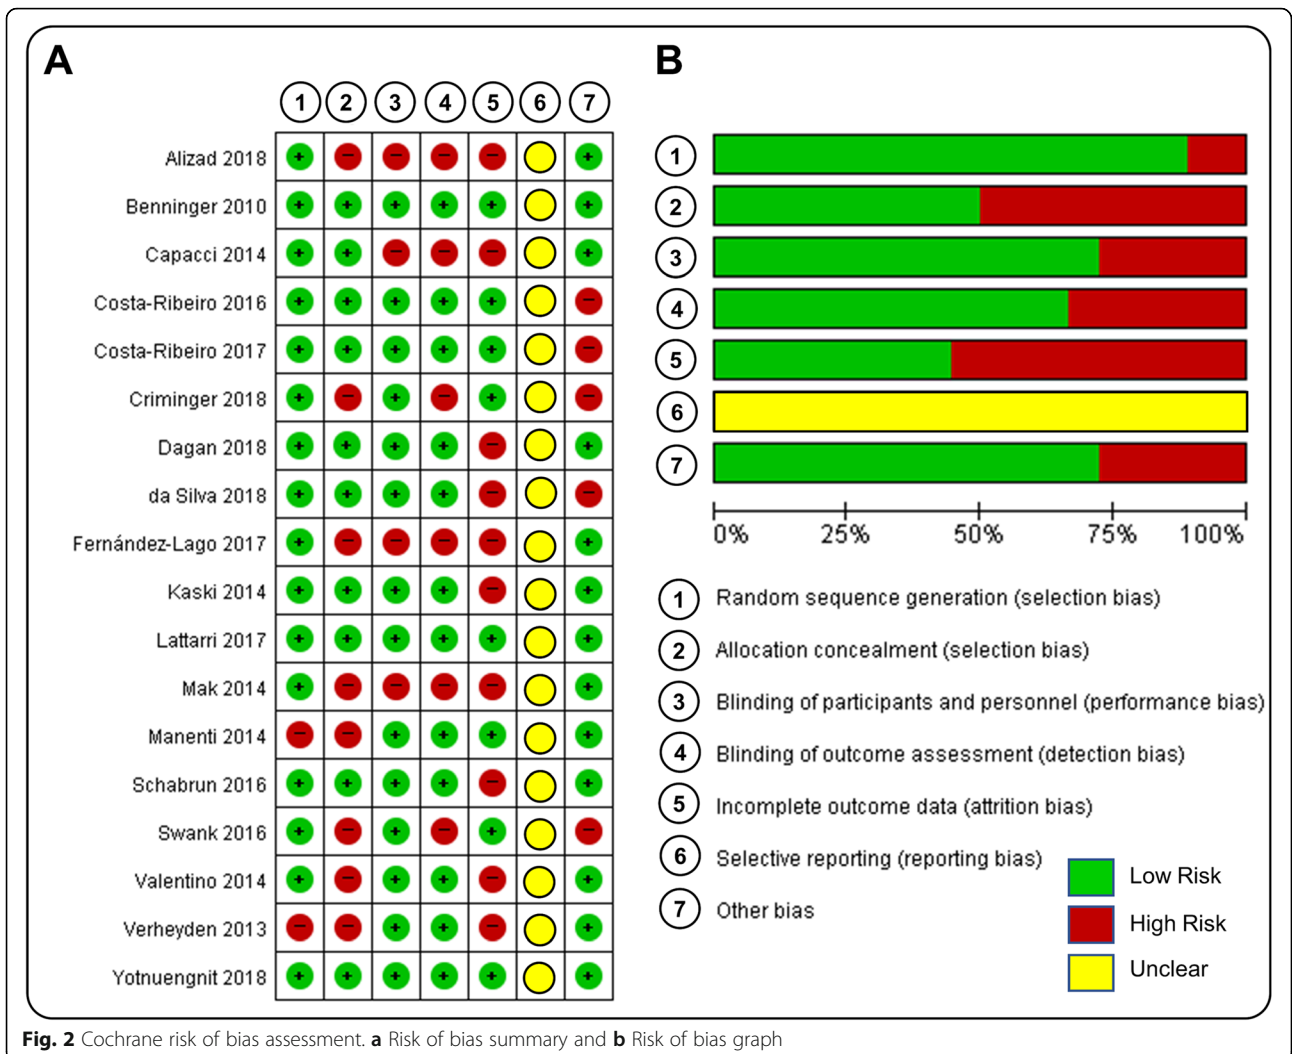 A
B
1 2 3 4 5 6 7
Alizad 2018 + − − − − +
Benninger 2010 + + + + + +
Capacci 2014 + + − − − +
Costa-Ribeiro 2016 + + + + + −
Costa-Ribeiro 2017 + + + + + −
Criminger 2018 + − + − + −
Dagan 2018 + + + + − +
da Silva 2018 + + + + − −
Fernández-Lago 2017 + − − − − +
Kaski 2014 + + + + − +
Lattarri 2017 + + + + + +
Mak 2014 + − − − − +
Manenti 2014 − − + + + +
Schabrun 2016 + + + + − +
Swank 2016 + − + − + −
Valentino 2014 + − + + − +
Verheyden 2013 − − + + − +
Yotnuengnit 2018 + + + + + +
1
2
3
4
5
6
7
0% 25% 50% 75% 100%
1 Random sequence generation (selection bias)
2 Allocation concealment (selection bias)
3 Blinding of participants and personnel (performance bias)
4 Blinding of outcome assessment (detection bias)
5 Incomplete outcome data (attrition bias)
6 Selective reporting (reporting bias)
7 Other bias
Low Risk
High Risk
Unclear
Fig. 2 Cochrane risk of bias assessment. a Risk of bias summary and b Risk of bias graph